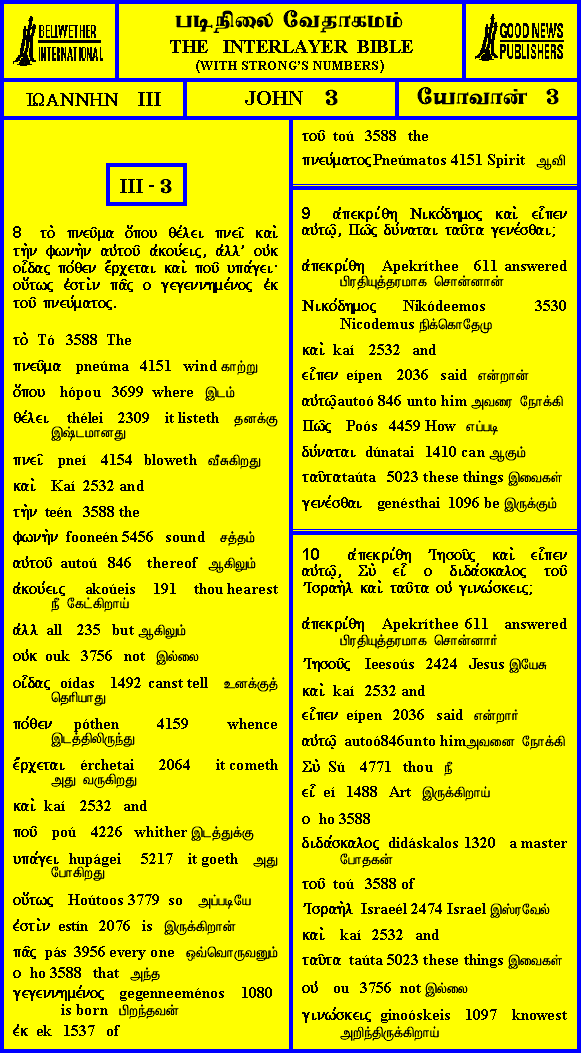 BELLWETHER
INTERNATIONAL
படிநிலை வேதாகமம்
THE INTERLAYER BIBLE
(WITH STRONG'S NUMBERS)
GOOD NEWS
PUBLISHERS
ΙΩΑΝΝΗΝ III
JOHN 3
யோவான் 3
III - 3
8 τὸ πνεῦμα ὅπου θέλει πνεῖ καὶ
τὴν φωνὴν αὐτοῦ ἀκούεις, ἀλλ' οὐκ
οἶδας πόθεν ἔρχεται καὶ ποῦ υπάγει·
οὕτως ἐστὶν πᾶς ο γεγεννημένος ἐκ
τοῦ πνεύματος.
τὸ Tó 3588 The
πνεῦμα pneúma 4151 wind காற்று
ὅπου hópou 3699 where இடம்
θέλει thélei 2309 it listeth தனக்கு
இஷ்டமானது
πνεῖ pneí 4154 bloweth வீசுகிறது
καὶ Kaí 2532 and
τὴν teén 3588 the
φωνὴν fooneén 5456 sound சத்தம்
αὐτοῦ autoú 846 thereof ஆகிலும்
ἀκούεις akoúeis 191 thou hearest
நீ கேட்கிறாய்
ἀλλ all 235 but ஆகிலும்
οὐκ ouk 3756 not இல்லை
οἶδας oídas 1492 canst tell உனக்குத்
தெரியாது
πόθεν póthen 4159 whence
இடத்திலிருந்து
ἔρχεται érchetai 2064 it cometh
அது வருகிறது
καὶ kaí 2532 and
ποῦ poú 4226 whither இடத்துக்கு
υπάγει hupágei 5217 it goeth அது
போகிறது
οὕτως Hoútoos 3779 so அப்படியே
ἐστὶν estín 2076 is இருக்கிறான்
πᾶς pás 3956 every one ஒவ்வொருவனும்
ο ho 3588 that அந்த
γεγεννημένος gegenneeménos 1080
is born பிறந்தவன்
ἐκ ek 1537 of
τοῦ toú 3588 the
πνεύματος Pneúmatos 4151 Spirit ஆவி
9 ἀπεκρίθη Νικόδημος καὶ εἶπεν
αὐτῷ, Πῶς δύναται ταῦτα γενέσθαι;
ἀπεκρίθη Apekríthee 611 answered
பிரதியுத்தரமாக சொன்னான்
Νικόδημος Nikódeemos 3530
Nicodemus நிக்கொதேமு
καὶ kaí 2532 and
εἶπεν eípen 2036 said என்றான்
αὐτῷ autoó 846 unto him அவரை நோக்கி
Πῶς Poós 4459 How எப்படி
δύναται dúnatai 1410 can ஆகும்
ταῦτα taúta 5023 these things இவைகள்
γενέσθαι genésthai 1096 be இருக்கும்
10 ἀπεκρίθη Ἰησοῦς καὶ εἶπεν
αὐτῷ, Σὺ εἶ ο διδάσκαλος τοῦ
Ἰσραὴλ καὶ ταῦτα οὐ γινώσκεις;
ἀπεκρίθη Apekríthee 611 answered
பிரதியுத்தரமாக சொன்னார்
Ἰησοῦς Ieesoús 2424 Jesus இயேசு
καὶ kaí 2532 and
εἶπεν eípen 2036 said என்றார்
αὐτῷ autoó846unto himஅவனை நோக்கி
Σὺ Sú 4771 thou நீ
εἶ eí 1488 Art இருக்கிறாய்
ο ho 3588
διδάσκαλος didáskalos 1320 a master
போதகன்
τοῦ toú 3588 of
Ἰσραὴλ Israeél 2474 Israel இஸ்ரவேல்
καὶ kaí 2532 and
ταῦτα taúta 5023 these things இவைகள்
οὐ ou 3756 not இல்லை
γινώσκεις ginoóskeis 1097 knowest
அறிந்திருக்கிறாய்